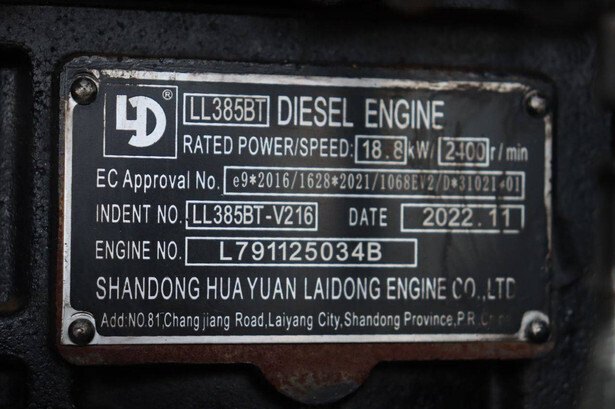 LD ® LL385BT DIESEL ENGINE
RATED POWER/SPEED: 18.8 kW/ 2400 r/min
EC Approval No. e9*2016/1628*2021/1068EV2/D*31021*01
INDENT NO. LL385BT-V216 DATE 2022.11
ENGINE NO. L791125034B
SHANDONG HUAYUAN LAIDONG ENGINE CO.,LTD
Add:NO.81,Changjiang Road,Laiyang City,Shandong Province,P.R.